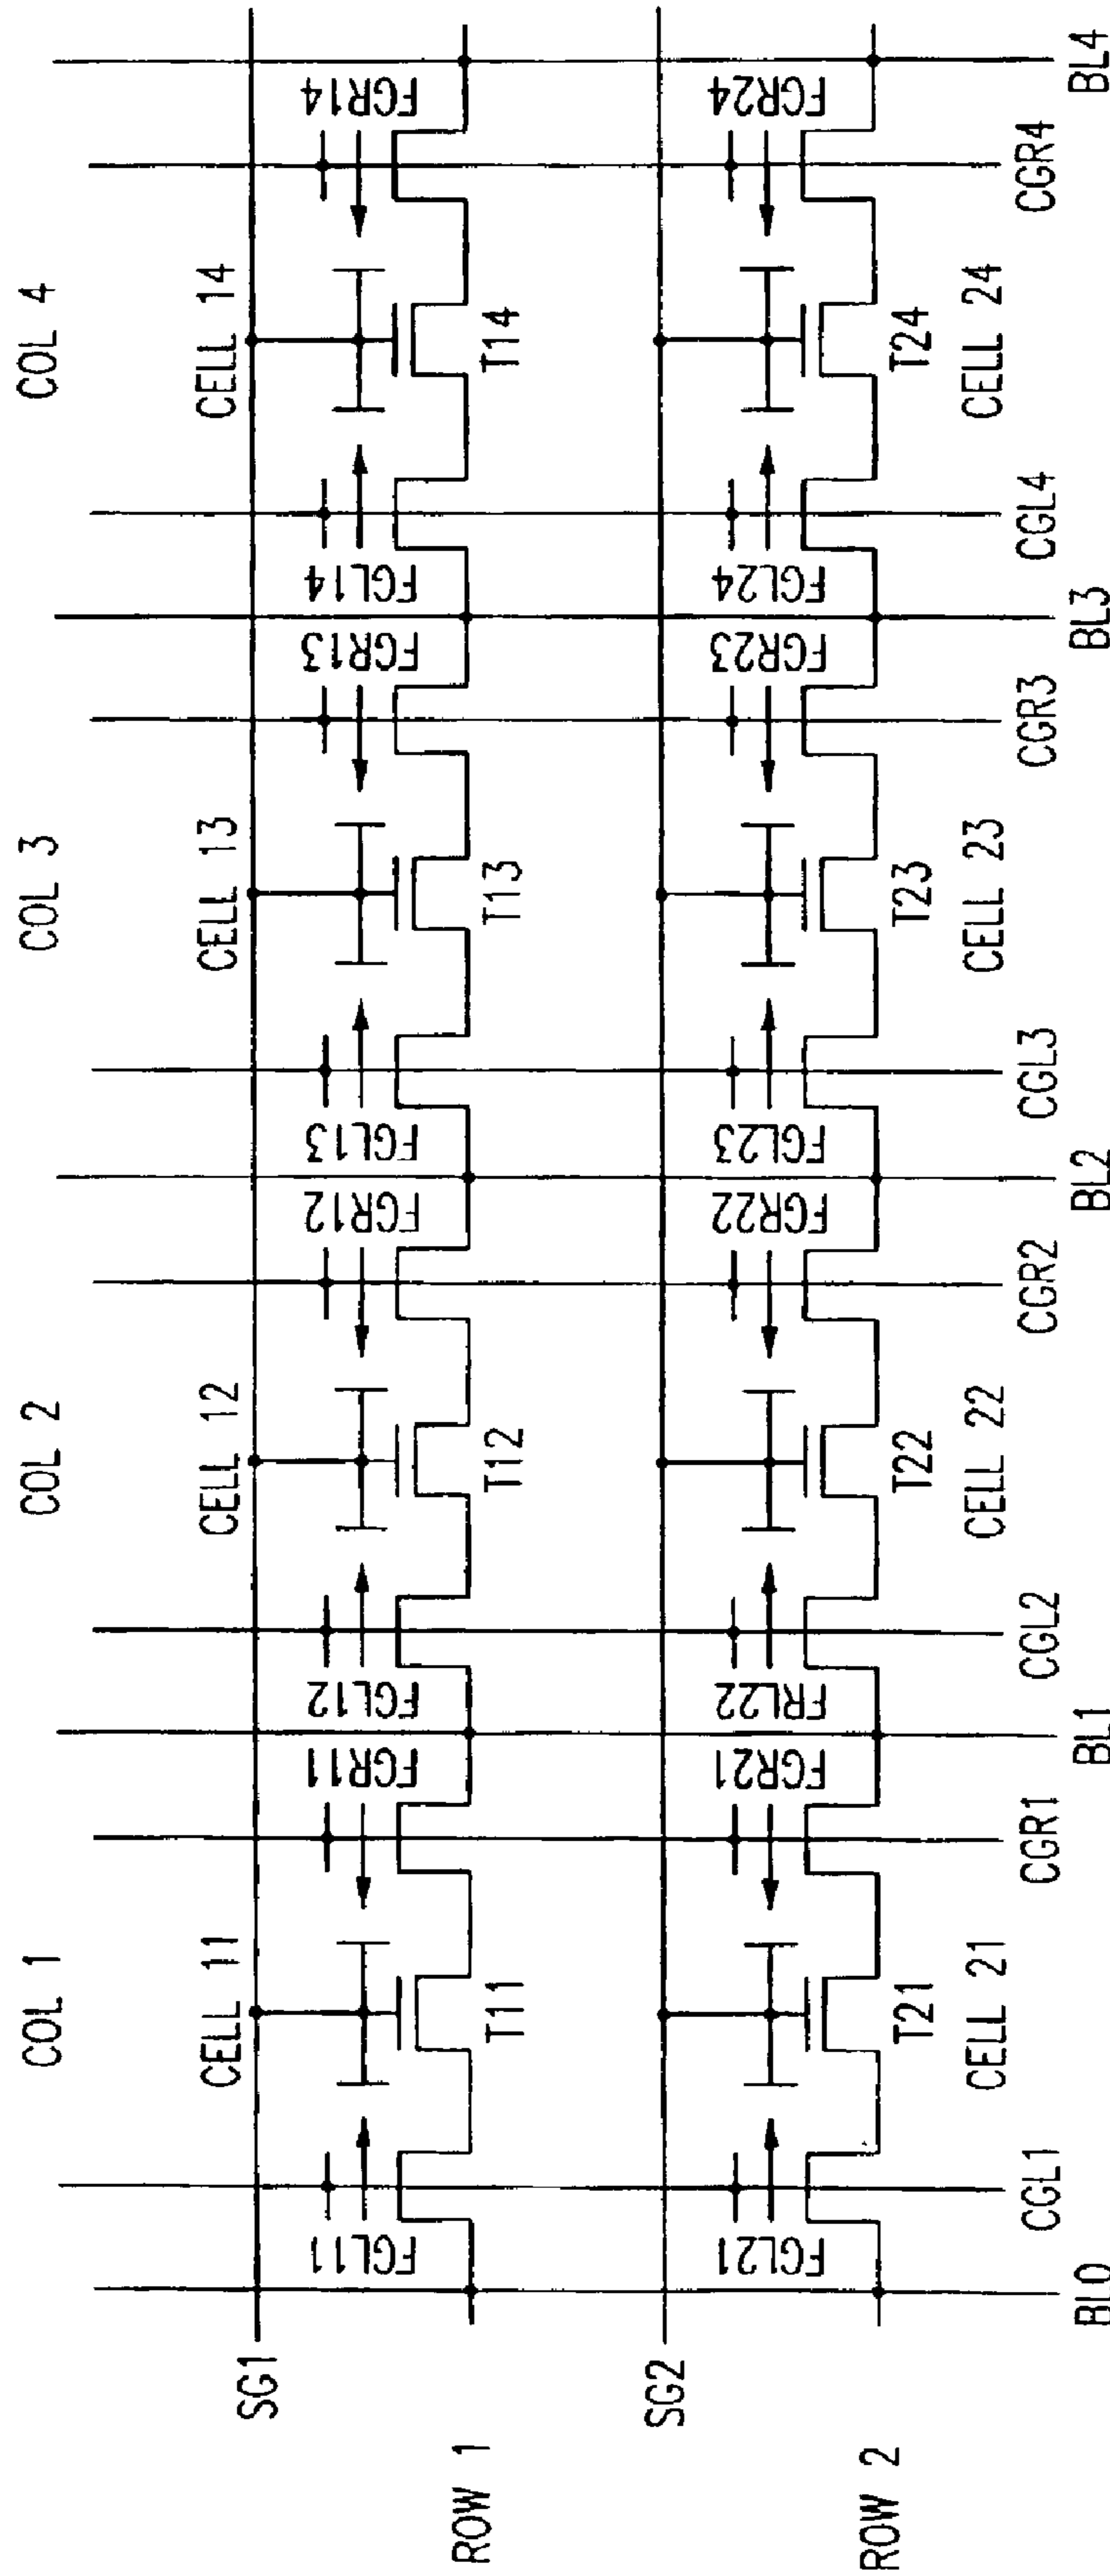 COL 1 COL 2 COL 3 COL 4
CELL 11 CELL 12 CELL 13 CELL 14
SG1
FGL11 FGR11 FGL12 FGR12 FGL13 FGR13 FGL14 FGR14
T11 T12 T13 T14
ROW 1
SG2
FGL21 FGR21 FRL22 FGR22 FGL23 FGR23 FGL24 FGR24
T21 T22 T23 T24
ROW 2
CELL 21 CELL 22 CELL 23 CELL 24
CGL1 CGR1 CGL2 CGR2 CGL3 CGR3 CGL4 CGR4
BL0 BL1 BL2 BL3 BL4